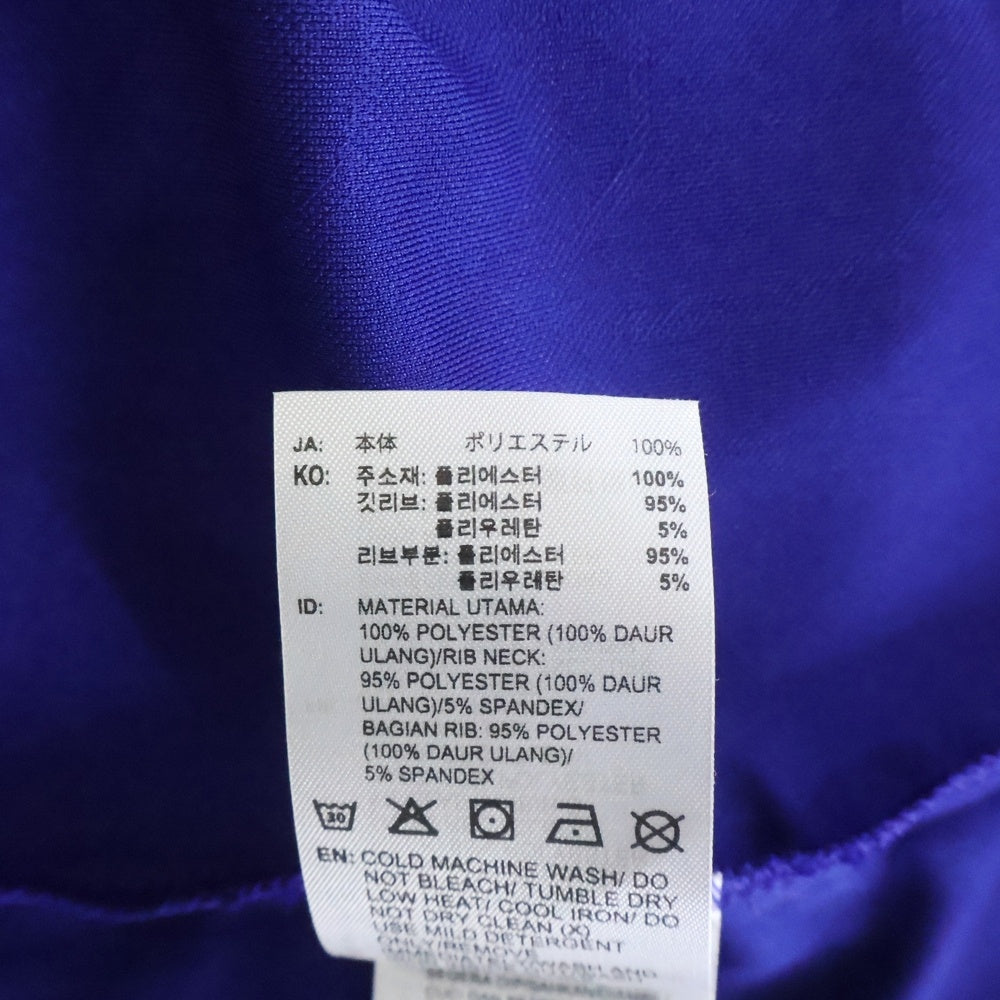 JA: 本体 ポリエステル 100%
KO: 주소재: 폴리에스터 100%
깃리브: 폴리에스터 95%
폴리우레탄 5%
리브부분: 폴리에스터 95%
폴리우레탄 5%
ID: MATERIAL UTAMA:
100% POLYESTER (100% DAUR
ULANG)/RIB NECK:
95% POLYESTER (100% DAUR
ULANG)/5% SPANDEX/
BAGIAN RIB: 95% POLYESTER
(100% DAUR ULANG)/
5% SPANDEX
30
EN: COLD MACHINE WASH/ DO
NOT BLEACH/ TUMBLE DRY
LOW HEAT/ COOL IRON/ DO
NOT DRY CLEAN (X)
USE MILD DETERGENT
ONLY/REMOVE